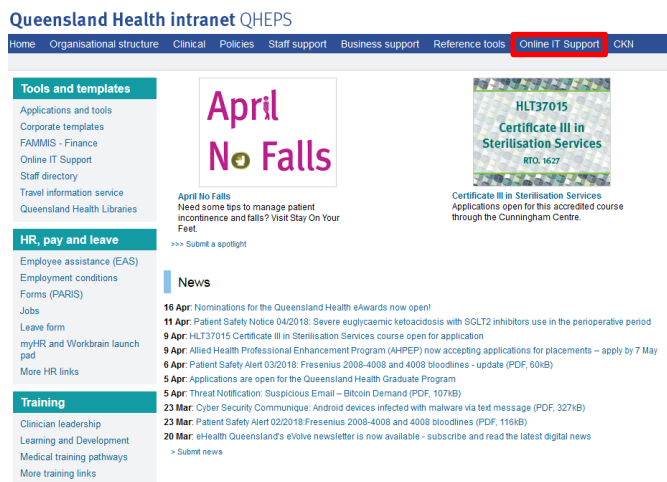 Queensland Health intranet QHEPS
Home Organisational structure Clinical Policies Staff support Business support Reference tools Online IT Support CKN
Tools and templates
Applications and tools
Corporate templates
FAMMIS - Finance
Online IT Support
Staff directory
Travel information service
Queensland Health Libraries
HR, pay and leave
Employee assistance (EAS)
Employment conditions
Forms (PARIS)
Jobs
Leave form
myHR and Workbrain launch
pad
More HR links
Training
Clinician leadership
Learning and Development
Medical training pathways
More training links
April
No Falls
April No Falls
Need some tips to manage patient
incontinence and falls? Visit Stay On Your
Feet.
>>> Submit a spotlight
HLT37015
Certificate III in
Sterilisation Services
RTO. 1627
Certificate III in Sterilisation Services
Applications open for this accredited course
through the Cunningham Centre.
News
16 Apr: Nominations for the Queensland Health eAwards now open!
11 Apr: Patient Safety Notice 04/2018: Severe euglycaemic ketoacidosis with SGLT2 inhibitors use in the perioperative period
9 Apr: HLT37015 Certificate III in Sterilisation Services course open for application
9 Apr: Allied Health Professional Enhancement Program (AHPEP) now accepting applications for placements – apply by 7 May
6 Apr: Patient Safety Alert 03/2018: Fresenius 2008-4008 and 4008 bloodlines - update (PDF, 60kB)
5 Apr: Applications are open for the Queensland Health Graduate Program
5 Apr: Threat Notification: Suspicious Email – Bitcoin Demand (PDF, 107kB)
23 Mar: Cyber Security Communique: Android devices infected with malware via text message (PDF, 327kB)
23 Mar: Patient Safety Alert 02/2018:Fresenius 2008-4008 and 4008 bloodlines (PDF, 116kB)
20 Mar: eHealth Queensland's eVolve newsletter is now available - subscribe and read the latest digital news
> Submit news